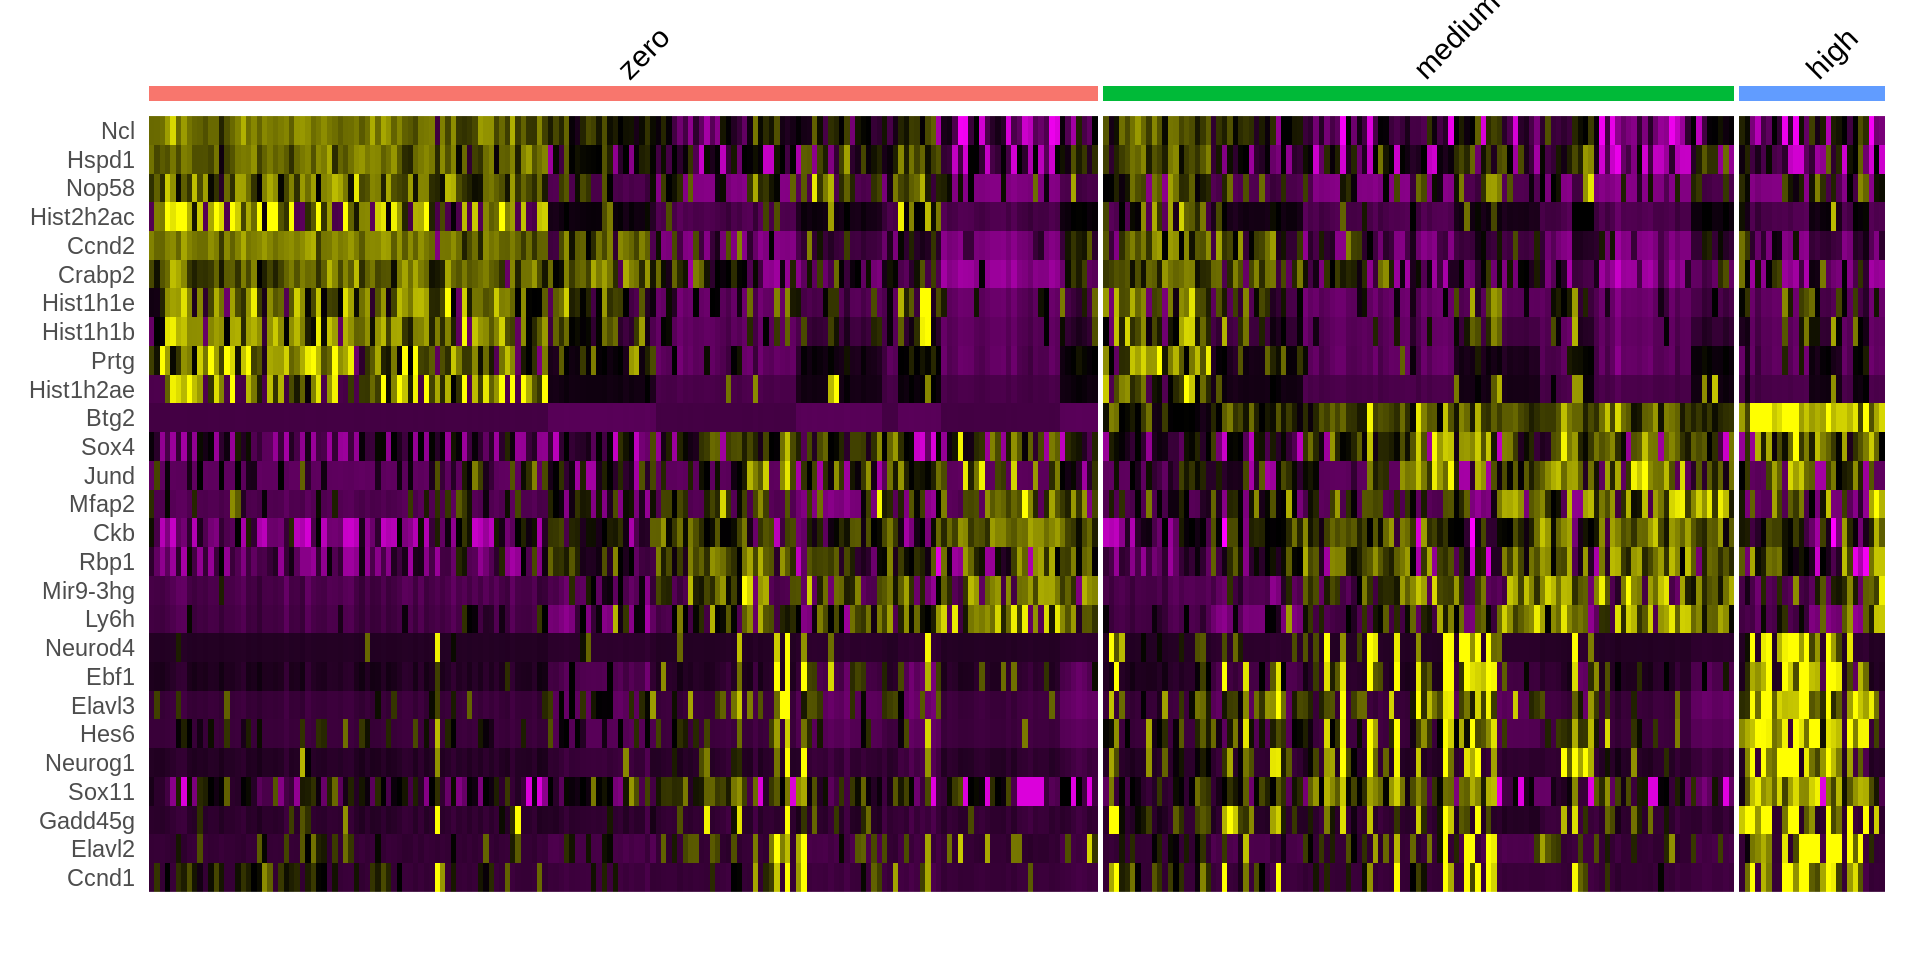 zero
medium
high
Ncl
Hspd1
Nop58
Hist2h2ac
Ccnd2
Crabp2
Hist1h1e
Hist1h1b
Prtg
Hist1h2ae
Btg2
Sox4
Jund
Mfap2
Ckb
Rbp1
Mir9-3hg
Ly6h
Neurod4
Ebf1
Elavl3
Hes6
Neurog1
Sox11
Gadd45g
Elavl2
Ccnd1